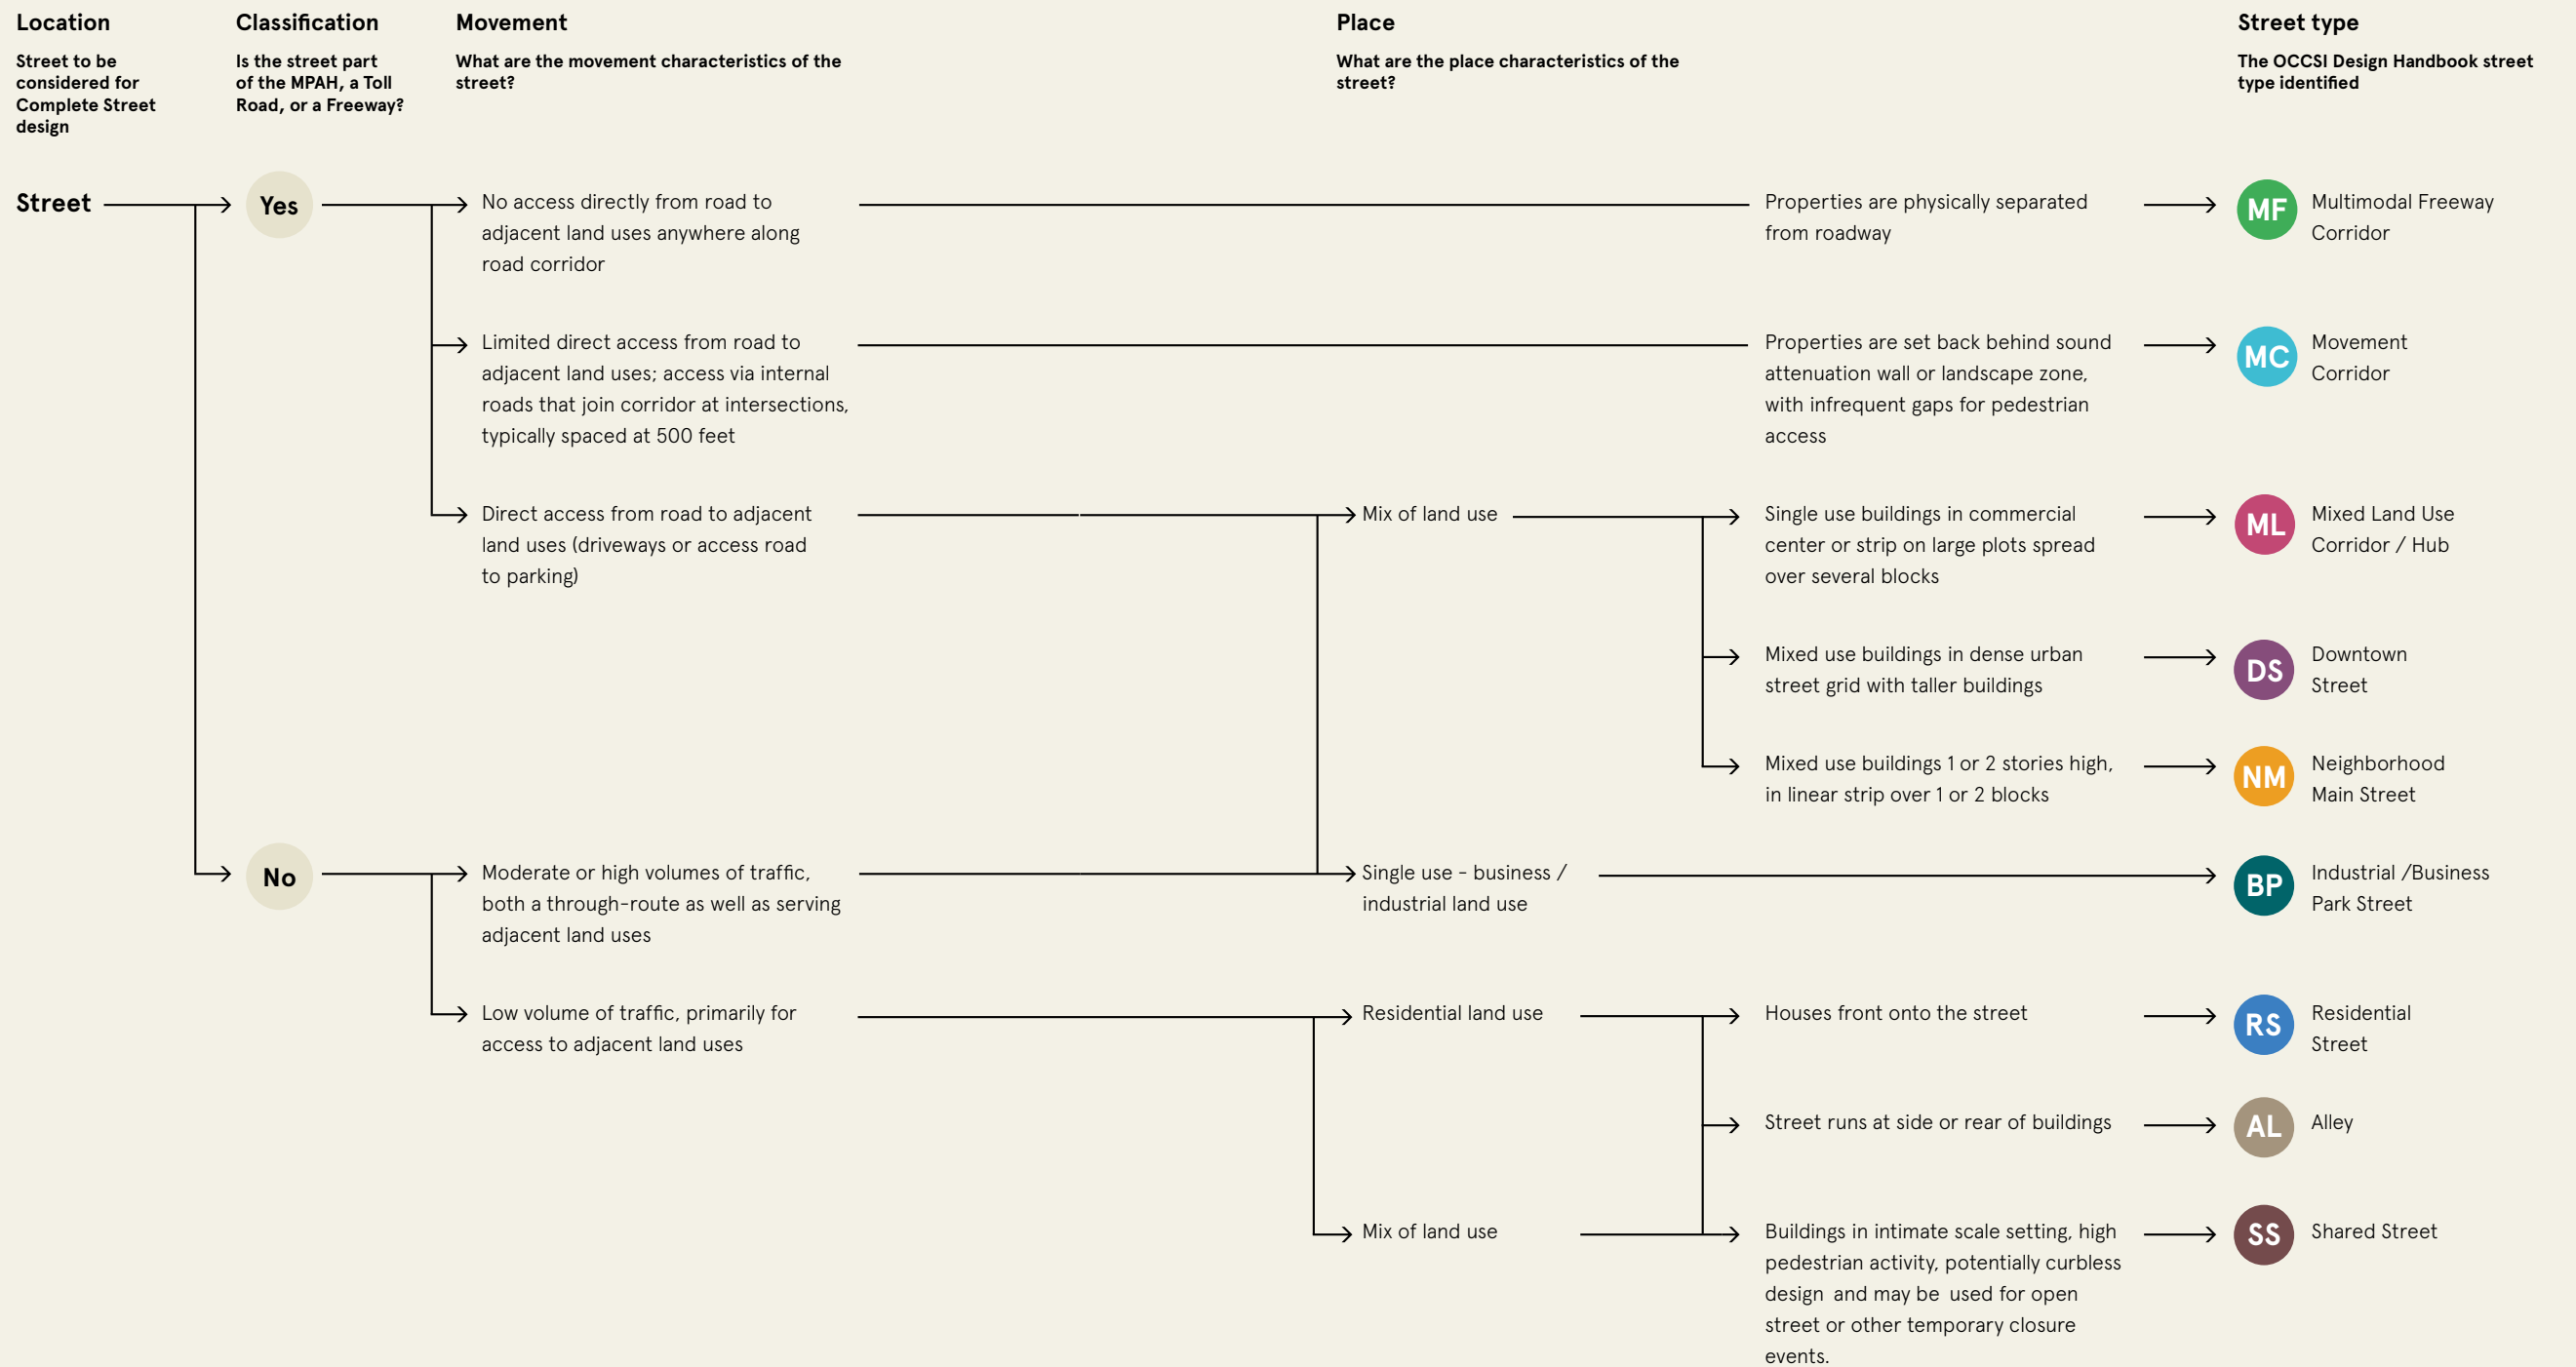 Location
Street to be
considered for
Complete Street
design
Classification
Is the street part
of the MPAH, a Toll
Road, or a Freeway?
Movement
What are the movement characteristics of the
street?
Place
What are the place characteristics of the
street?
Street type
The OCCSI Design Handbook street
type identified
Street
Yes
No access directly from road to
adjacent land uses anywhere along
road corridor
Properties are physically separated
from roadway
MF
Multimodal Freeway
Corridor
Limited direct access from road to
adjacent land uses; access via internal
roads that join corridor at intersections,
typically spaced at 500 feet
Properties are set back behind sound
attenuation wall or landscape zone,
with infrequent gaps for pedestrian
access
MC
Movement
Corridor
Direct access from road to adjacent
land uses (driveways or access road
to parking)
Mix of land use
Single use buildings in commercial
center or strip on large plots spread
over several blocks
ML
Mixed Land Use
Corridor / Hub
Mixed use buildings in dense urban
street grid with taller buildings
DS
Downtown
Street
Mixed use buildings 1 or 2 stories high,
in linear strip over 1 or 2 blocks
NM
Neighborhood
Main Street
No
Moderate or high volumes of traffic,
both a through-route as well as serving
adjacent land uses
Single use - business /
industrial land use
BP
Industrial /Business
Park Street
Low volume of traffic, primarily for
access to adjacent land uses
Residential land use
Houses front onto the street
RS
Residential
Street
Street runs at side or rear of buildings
AL
Alley
Mix of land use
Buildings in intimate scale setting, high
pedestrian activity, potentially curbless
design and may be used for open
street or other temporary closure
events.
SS
Shared Street